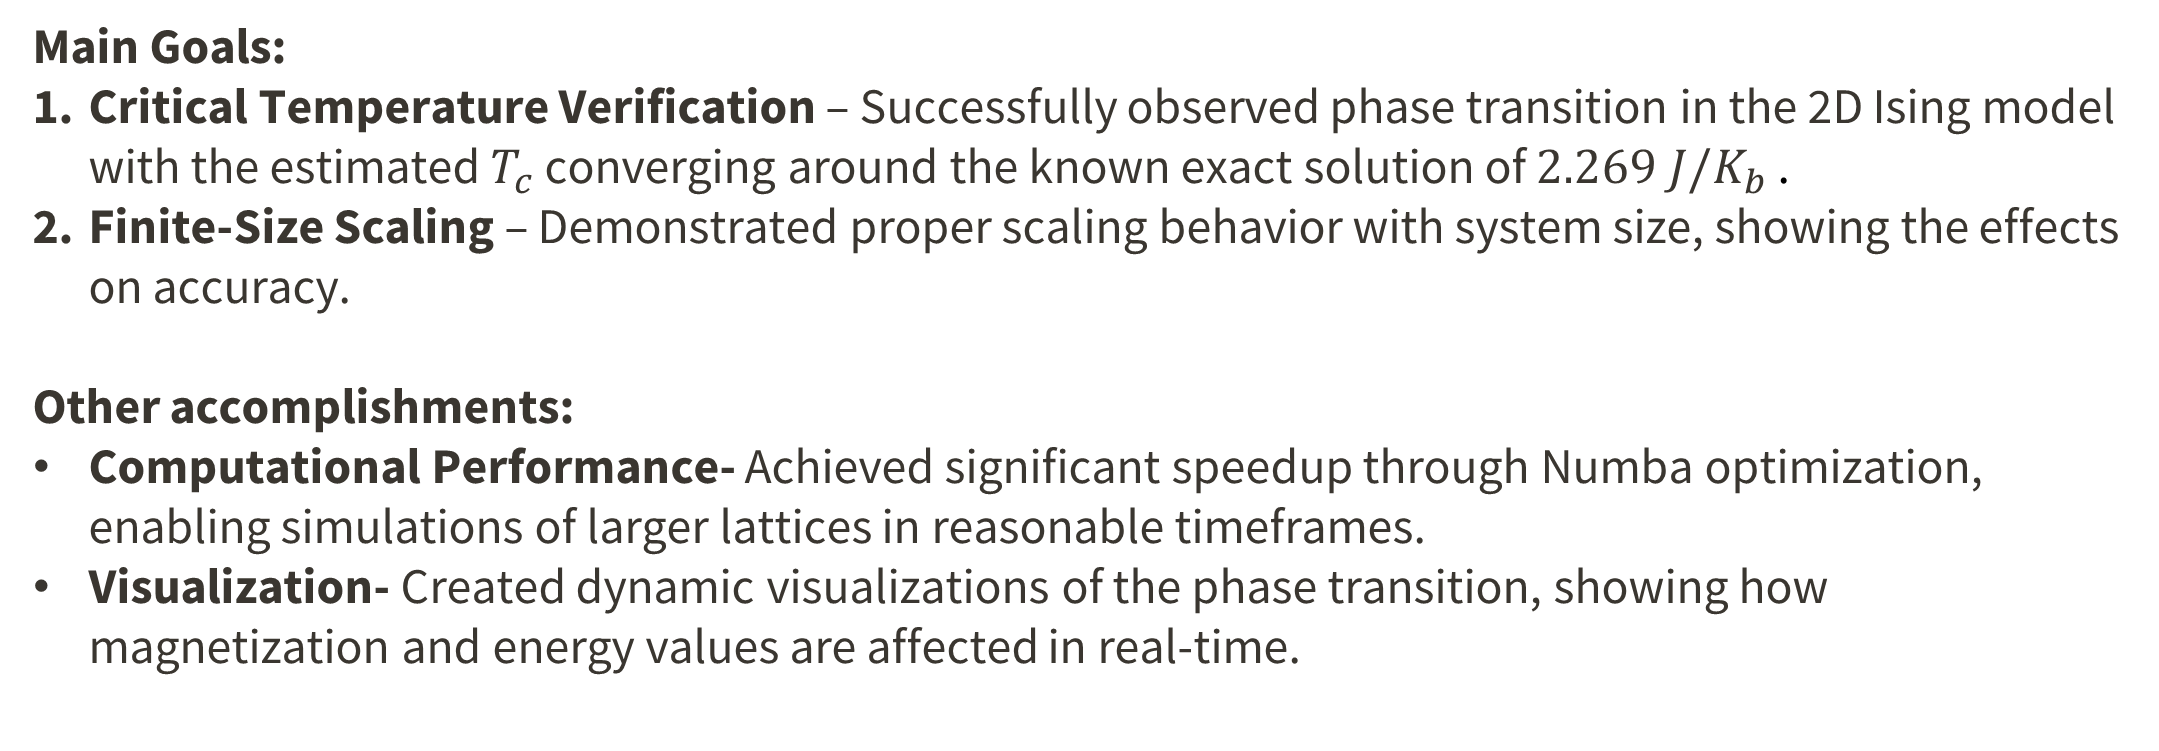 Main Goals:
1. Critical Temperature Verification – Successfully observed phase transition in the 2D Ising model
with the estimated T_c converging around the known exact solution of 2.269 J/K_b .
2. Finite-Size Scaling – Demonstrated proper scaling behavior with system size, showing the effects
on accuracy.
Other accomplishments:
• Computational Performance- Achieved significant speedup through Numba optimization,
enabling simulations of larger lattices in reasonable timeframes.
• Visualization- Created dynamic visualizations of the phase transition, showing how
magnetization and energy values are affected in real-time.